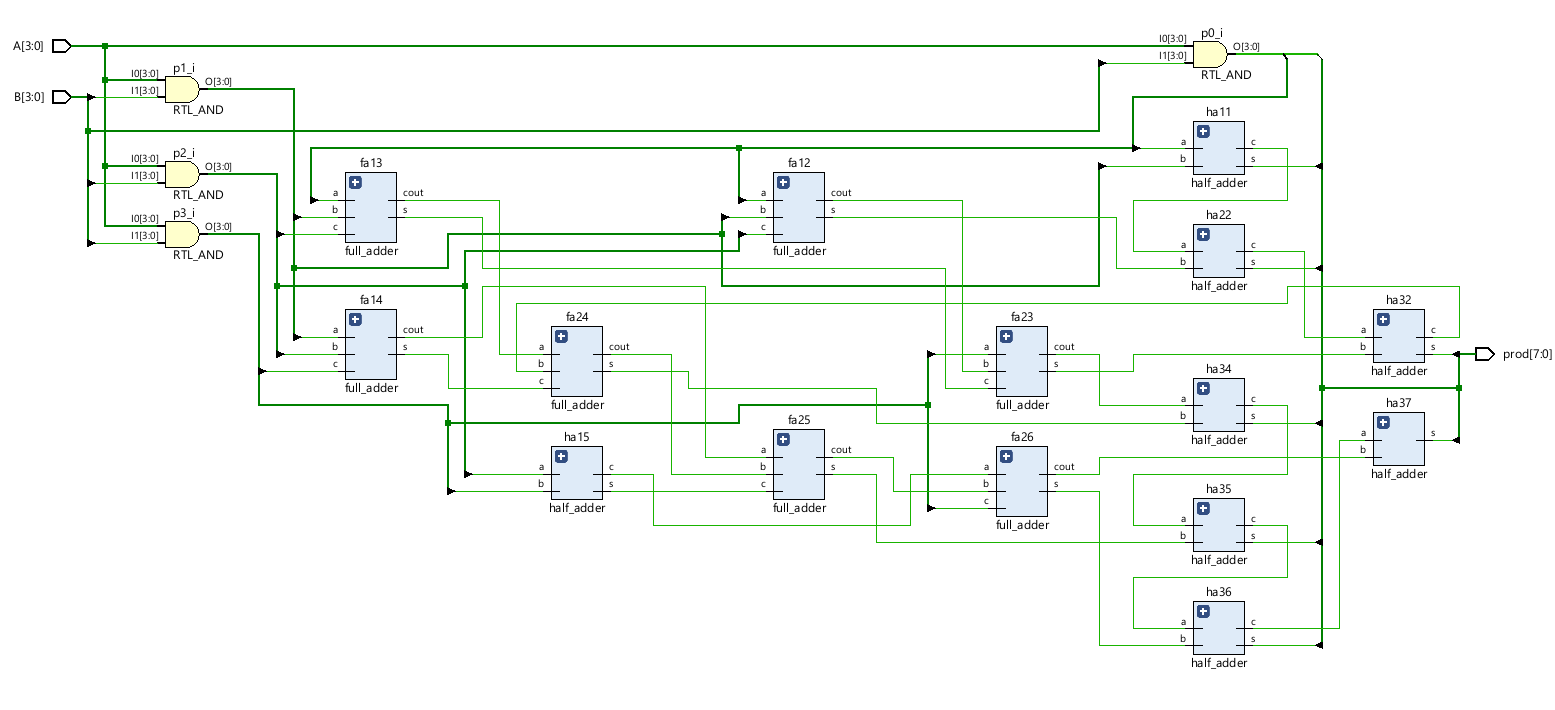 A[3:0]
B[3:0]
p1_i
I0[3:0]
I1[3:0]
O[3:0]
RTL_AND
p2_i
I0[3:0]
I1[3:0]
O[3:0]
RTL_AND
p3_i
I0[3:0]
I1[3:0]
O[3:0]
RTL_AND
p0_i
I0[3:0]
I1[3:0]
O[3:0]
RTL_AND
fa13
a cout
b s
c
full_adder
fa12
a cout
b s
c
full_adder
ha11
a c
b s
half_adder
ha22
a c
b s
half_adder
fa14
a cout
b s
c
full_adder
fa24
a cout
b s
c
full_adder
fa23
a cout
b s
c
full_adder
ha32
a c
b s
half_adder
prod[7:0]
ha34
a c
b s
half_adder
ha37
a s
b
half_adder
ha15
a c
b s
half_adder
fa25
a cout
b s
c
full_adder
fa26
a cout
b s
c
full_adder
ha35
a c
b s
half_adder
ha36
a c
b s
half_adder